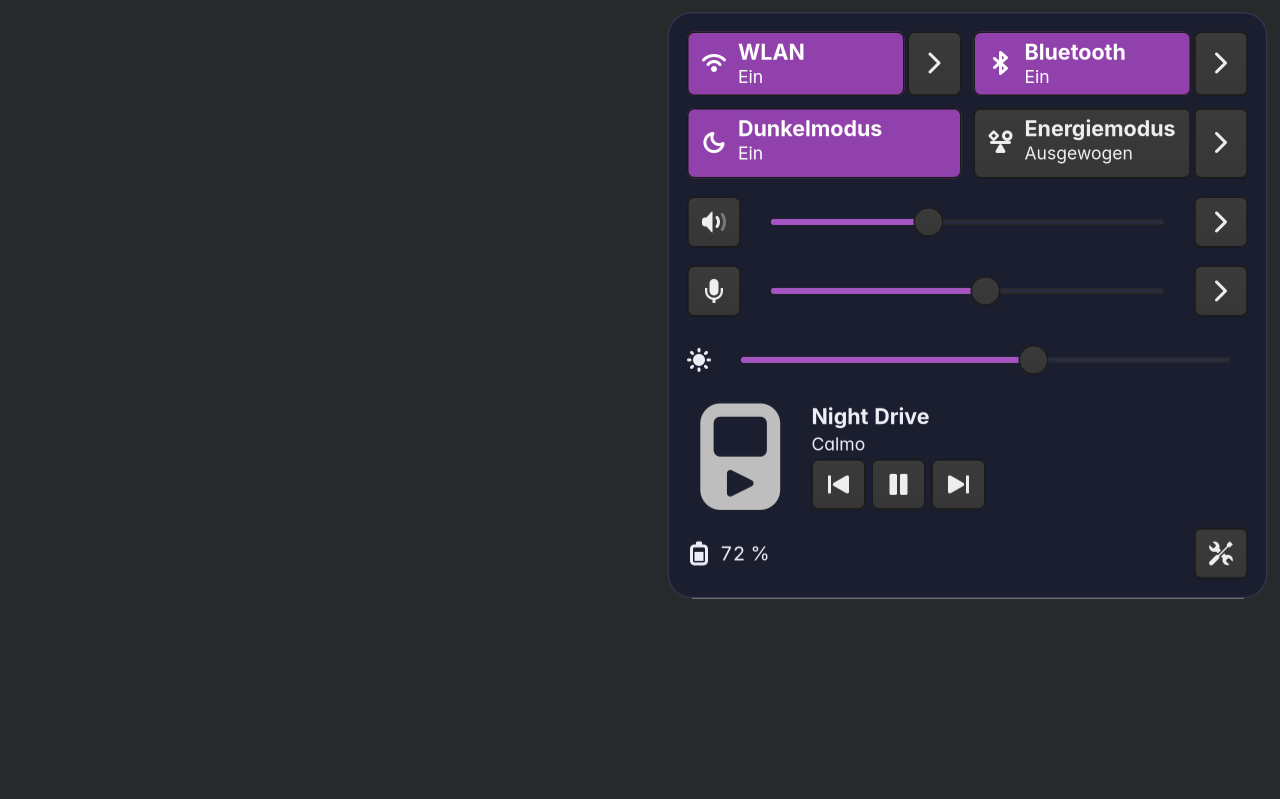 WLAN
Ein
Bluetooth
Ein
Dunkelmodus
Ein
Energiemodus
Ausgewogen
Night Drive
Calmo
72 %